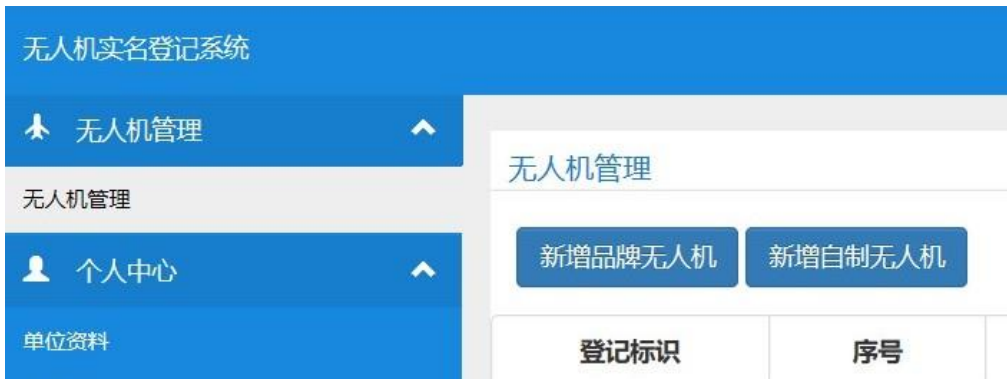 无人机实名登记系统
无人机管理
无人机管理
个人中心
单位资料
无人机管理
新增品牌无人机 新增自制无人机
登记标识 序号